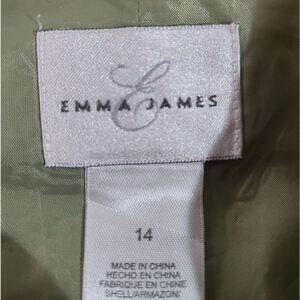 E
EMMA JAMES
14
MADE IN CHINA
HECHO EN CHINA
FABRIQUE EN CHINE
SHELL/ARMAZON/